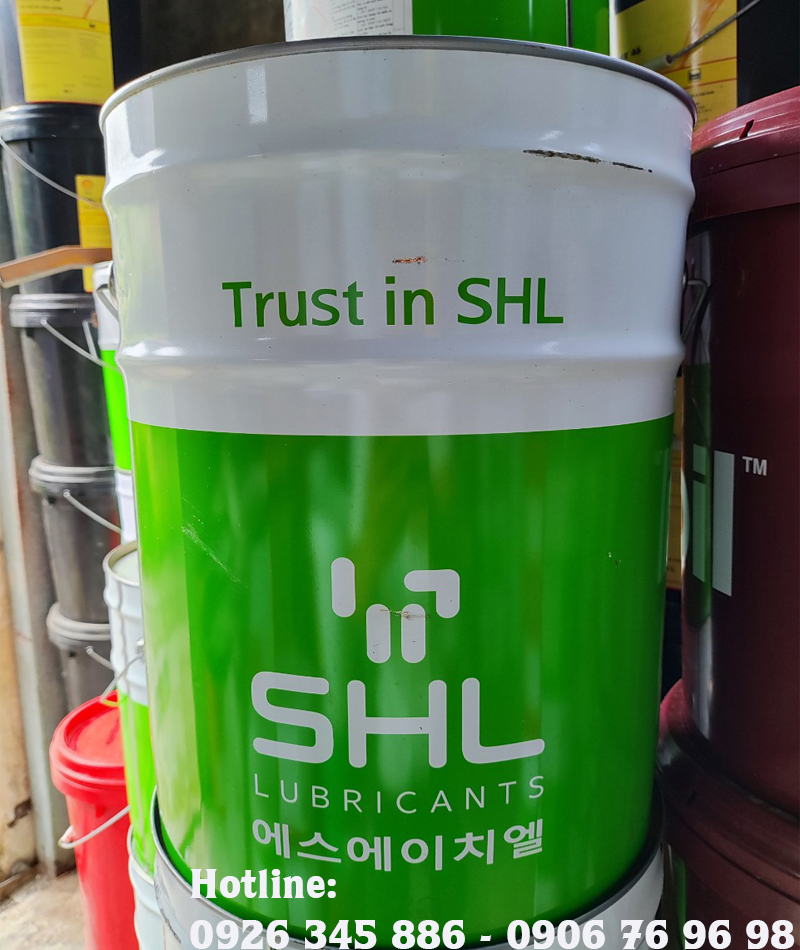 Trust in SHL
il™
SHL
LUBRICANTS
에스에이치엘
Hotline:
0926 345 886 - 0906 76 96 98